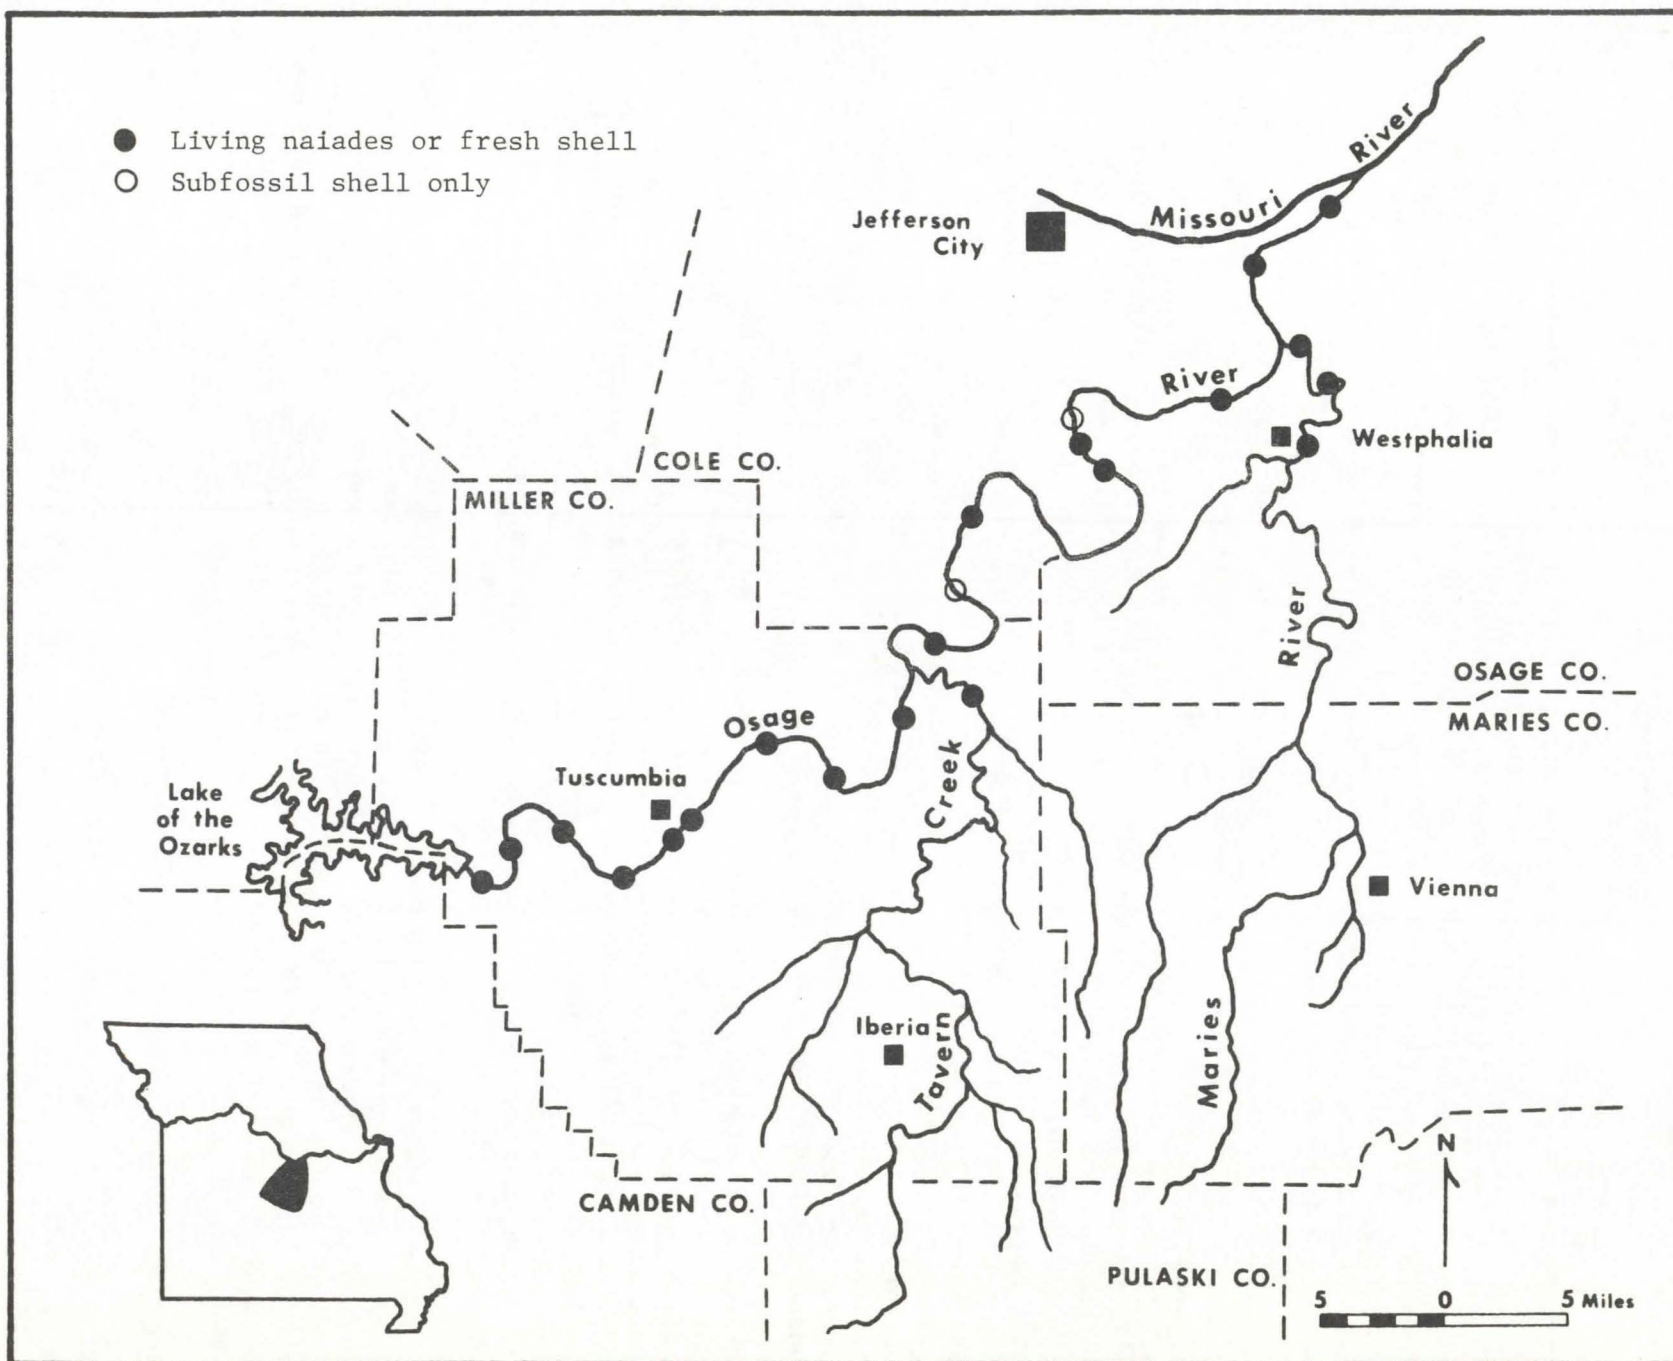 Living naiades or fresh shell
Subfossil shell only
Missouri River
Jefferson
City
River
Westphalia
COLE CO.
MILLER CO.
River
OSAGE CO.
MARIES CO.
Osage
Tuscumbia
Creek
Lake
of the
Ozarks
Vienna
Iberia
Tavern
Maries
N
CAMDEN CO.
PULASKI CO.
5 0 5 Miles